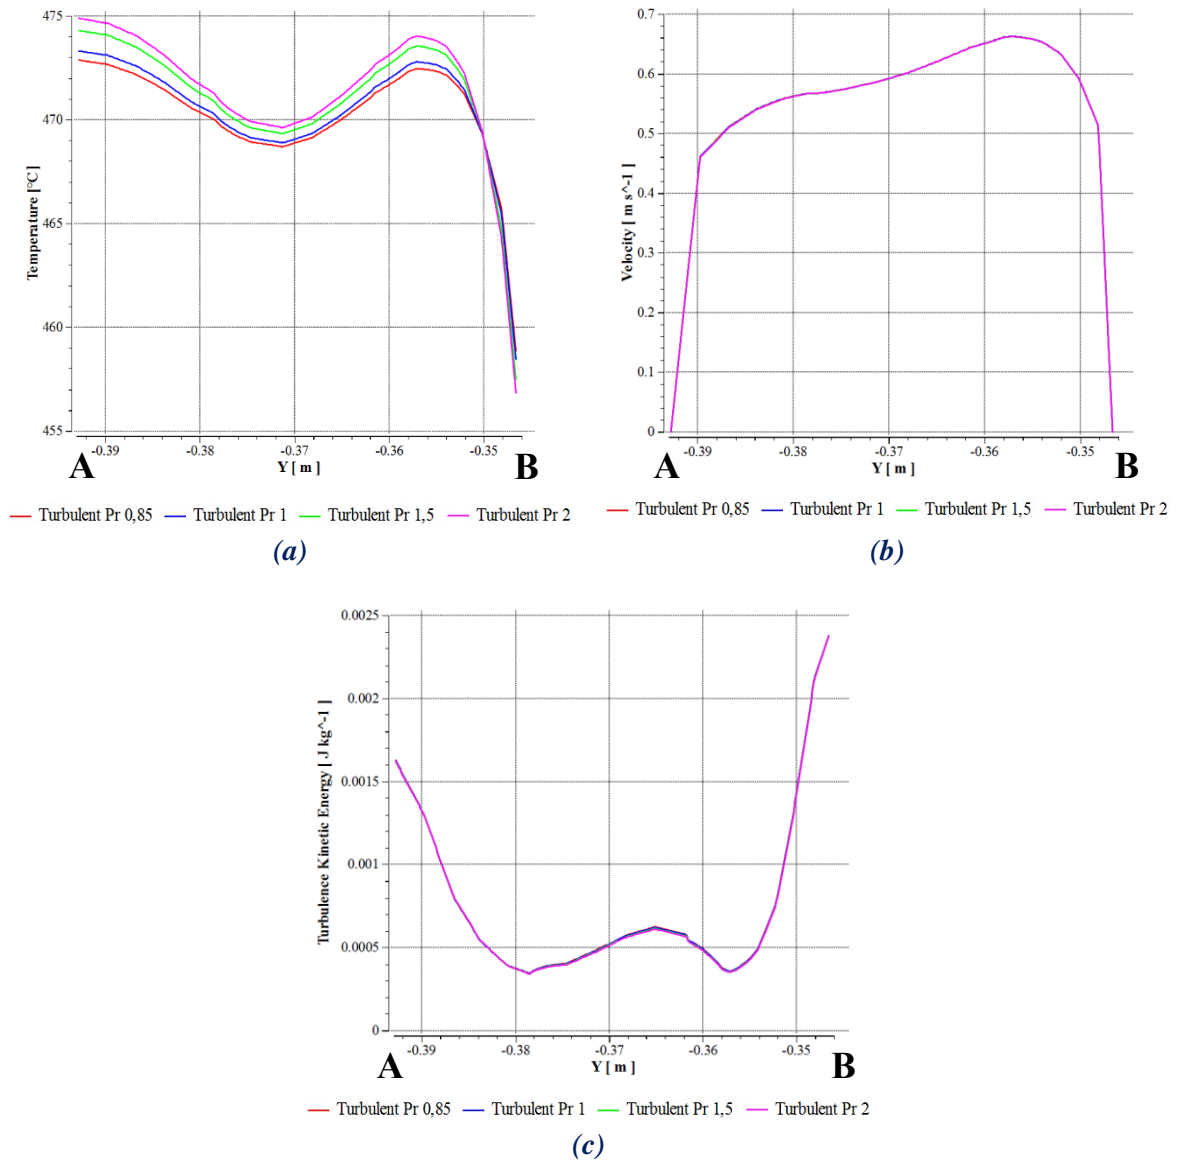 475
470
465
460
455
Temperature [°C]
-0.39 -0.38 -0.37 -0.36 -0.35
A Y [ m ] B
Turbulent Pr 0,85 Turbulent Pr 1 Turbulent Pr 1,5 Turbulent Pr 2
(a)
0.7
0.6
0.5
0.4
0.3
0.2
0.1
0
Velocity [ m s^-1 ]
-0.39 -0.38 -0.37 -0.36 -0.35
A Y [ m ] B
Turbulent Pr 0,85 Turbulent Pr 1 Turbulent Pr 1,5 Turbulent Pr 2
(b)
0.0025
0.002
0.0015
0.001
0.0005
0
Turbulence Kinetic Energy [ J kg^-1 ]
-0.39 -0.38 -0.37 -0.36 -0.35
A Y [ m ] B
Turbulent Pr 0,85 Turbulent Pr 1 Turbulent Pr 1,5 Turbulent Pr 2
(c)